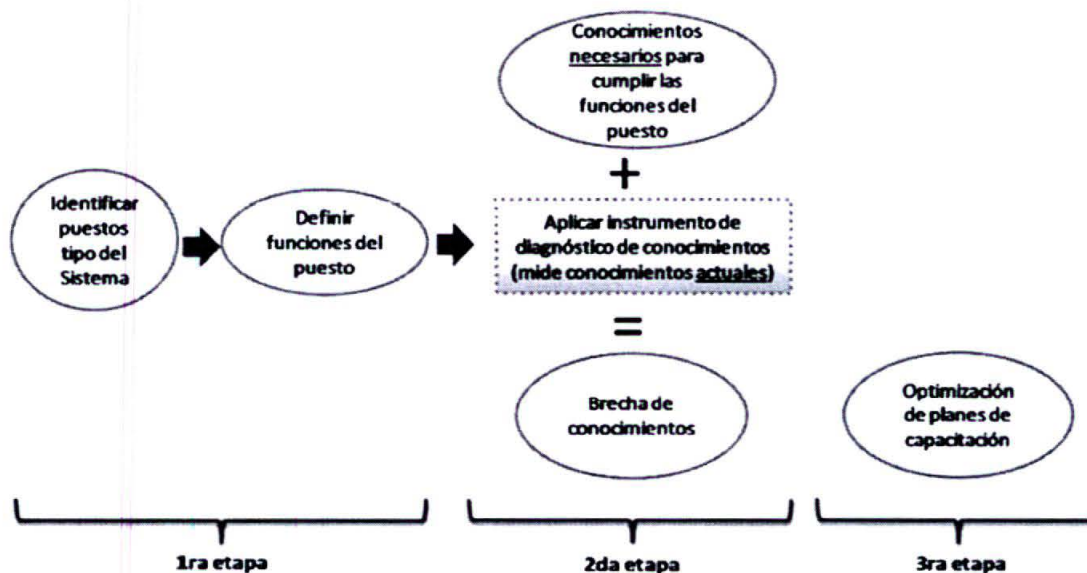 Conocimientos
necesarios para
cumplir las
funciones del
puesto
+
Identificar
puestos
tipo del
Sistema
Definir
funciones del
puesto
Aplicar instrumento de
diagnóstico de conocimientos
(mide conocimientos actuales)
=
Brecha de
conocimientos
Optimización
de planes de
capacitación
1ra etapa
2da etapa
3ra etapa